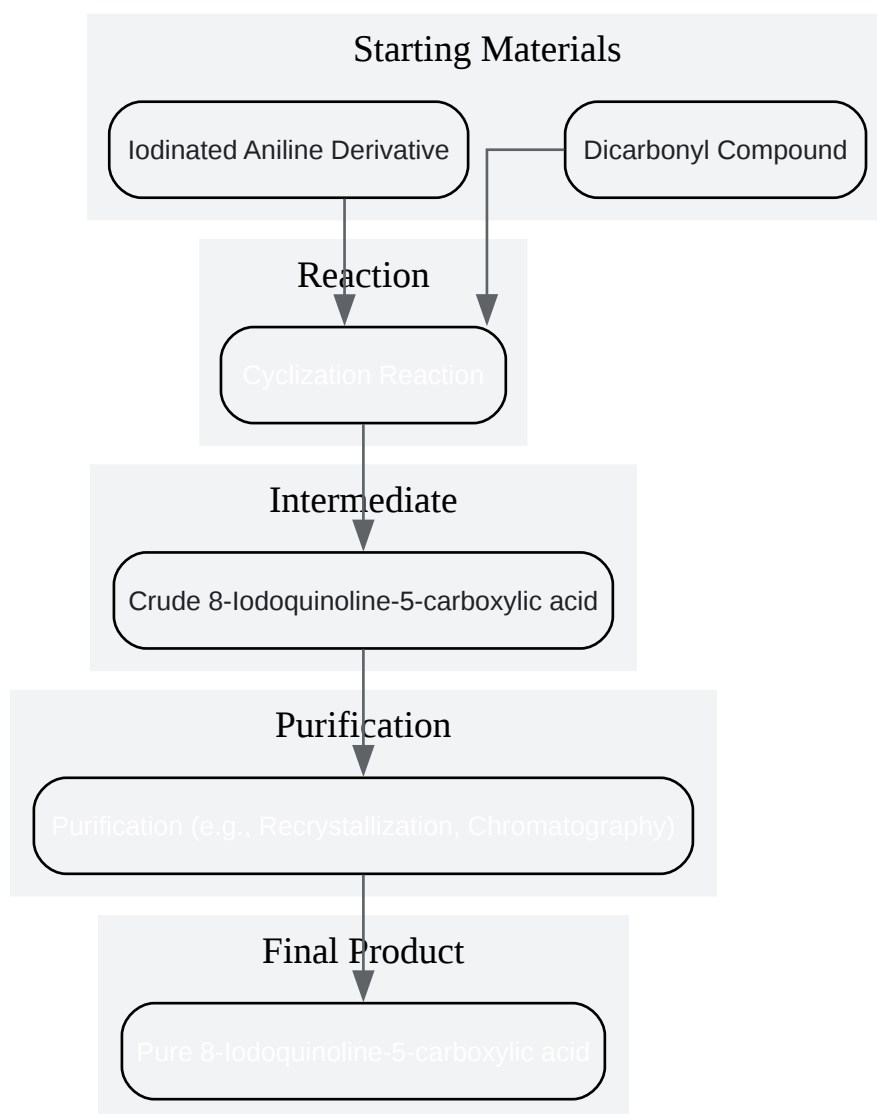 Starting Materials
Iodinated Aniline Derivative
Dicarbonyl Compound
Reaction
Cyclization Reaction
Intermediate
Crude 8-Iodoquinoline-5-carboxylic acid
Purification
Purification (e.g., Recrystallization, Chromatography)
Final Product
Pure 8-Iodoquinoline-5-carboxylic acid